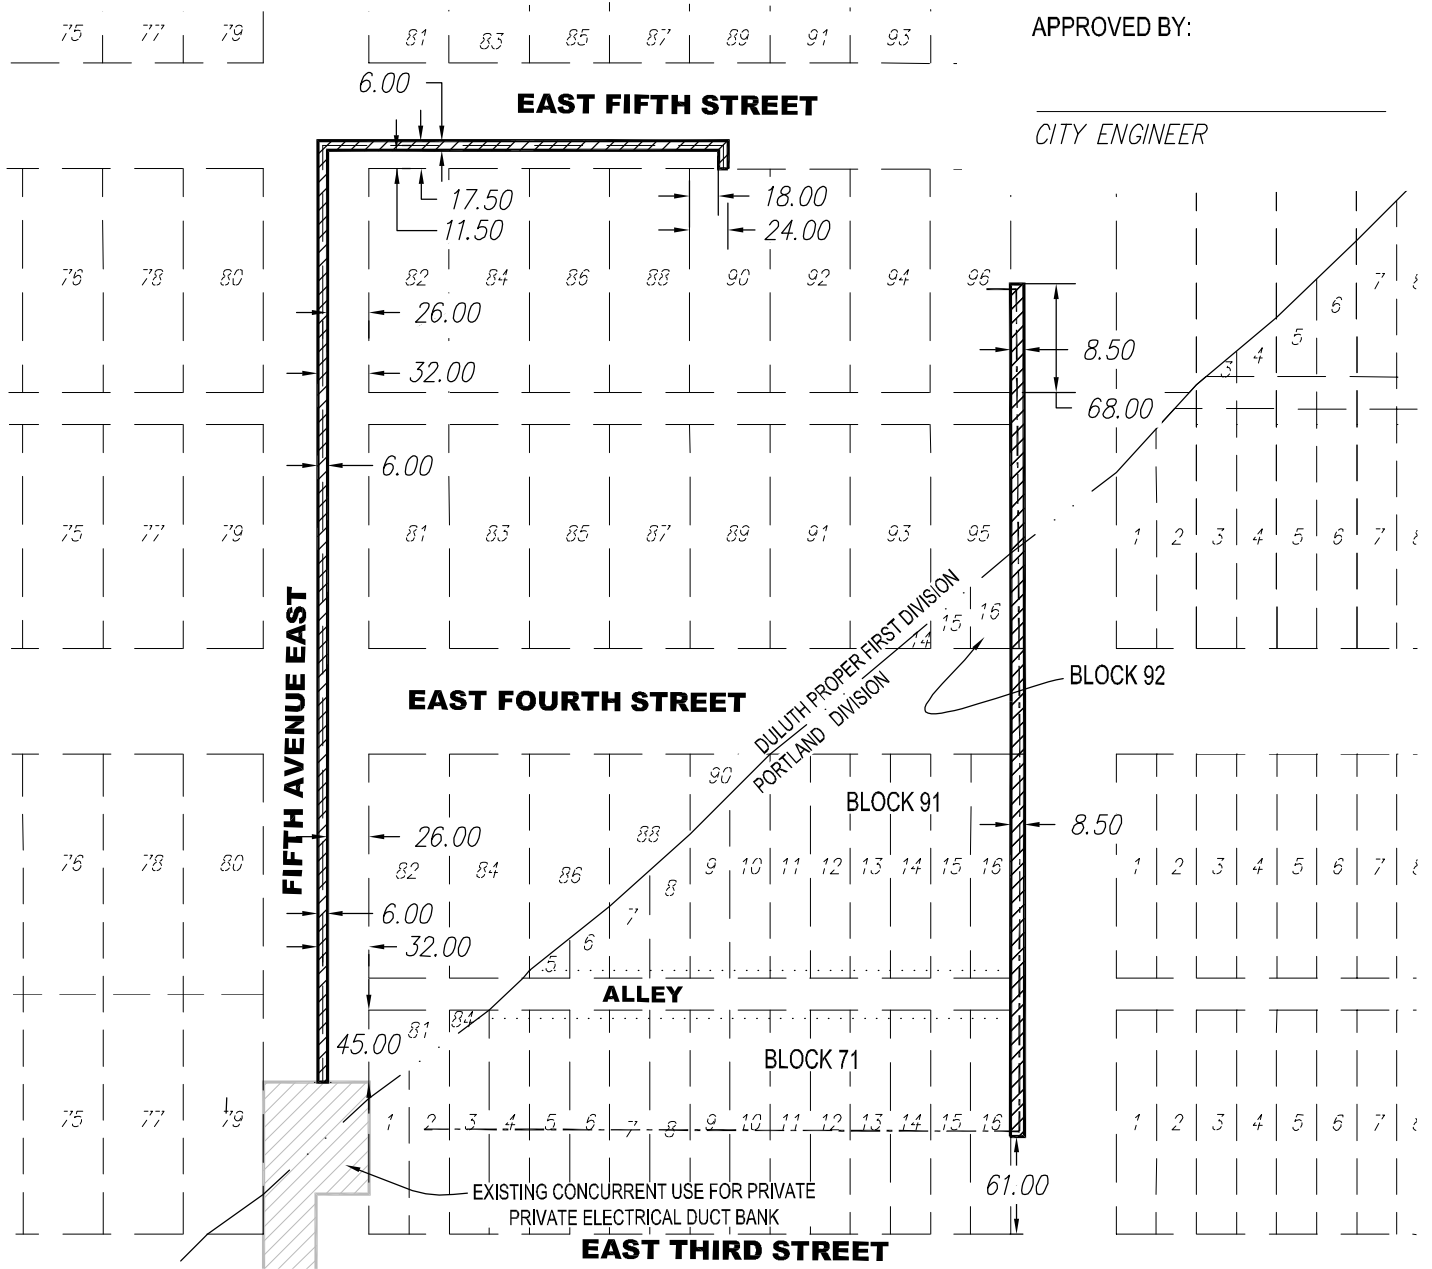 75 77 79 81 83 85 87 89 91 93
APPROVED BY:
6.00
EAST FIFTH STREET
CITY ENGINEER
17.50 18.00
11.50 24.00
76 78 80 82 84 86 88 90 92 94 96 7 8
6
26.00
5
8.50
4
3
32.00
68.00
6.00
75 77 79 81 83 85 87 89 91 93 95 1 2 3 4 5 6 7 8
FIFTH AVENUE EAST
DULUTH PROPER FIRST DIVISION
PORTLAND DIVISION
14 15 16
BLOCK 92
EAST FOURTH STREET
90
BLOCK 91
26.00 88 8.50
76 78 80 82 84 86 7 8 9 10 11 12 13 14 15 16 1 2 3 4 5 6 7 8
6.00
32.00
5 6
ALLEY
81 84
45.00
BLOCK 71
75 77 79 1 2 3 4 5 6 7 8 9 10 11 12 13 14 15 16 1 2 3 4 5 6 7 8
61.00
EXISTING CONCURRENT USE FOR PRIVATE
PRIVATE ELECTRICAL DUCT BANK
EAST THIRD STREET